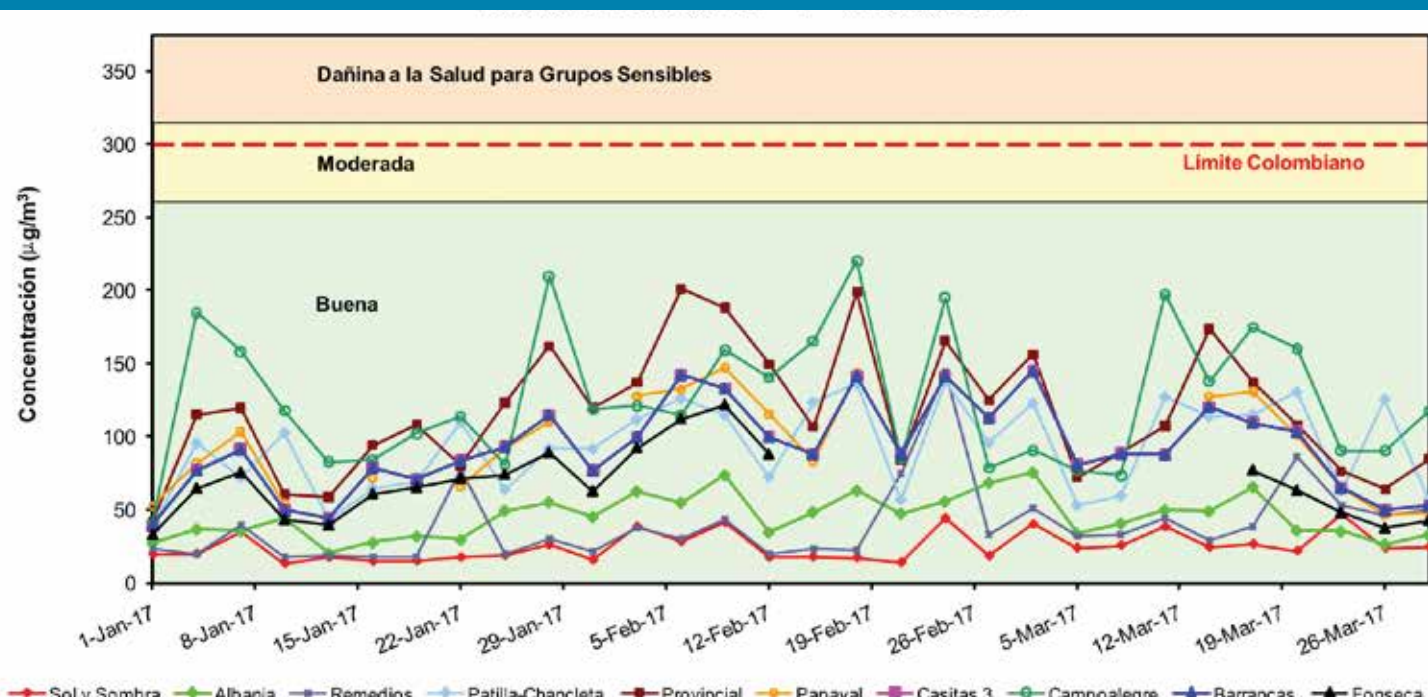 350
Dañina a la Salud para Grupos Sensibles
300
Moderada
Límite Colombiano
250
200
Buena
150
100
50
0
Concentración (µg/m³)
1-Jan-17 8-Jan-17 15-Jan-17 22-Jan-17 29-Jan-17 5-Feb-17 12-Feb-17 19-Feb-17 26-Feb-17 5-Mar-17 12-Mar-17 19-Mar-17 26-Mar-17
Sol y Sombra Albania Remedios Patilla-Chancleta Provincial Papayal Casitas 3 Campoalegre Barrancas Fonseca